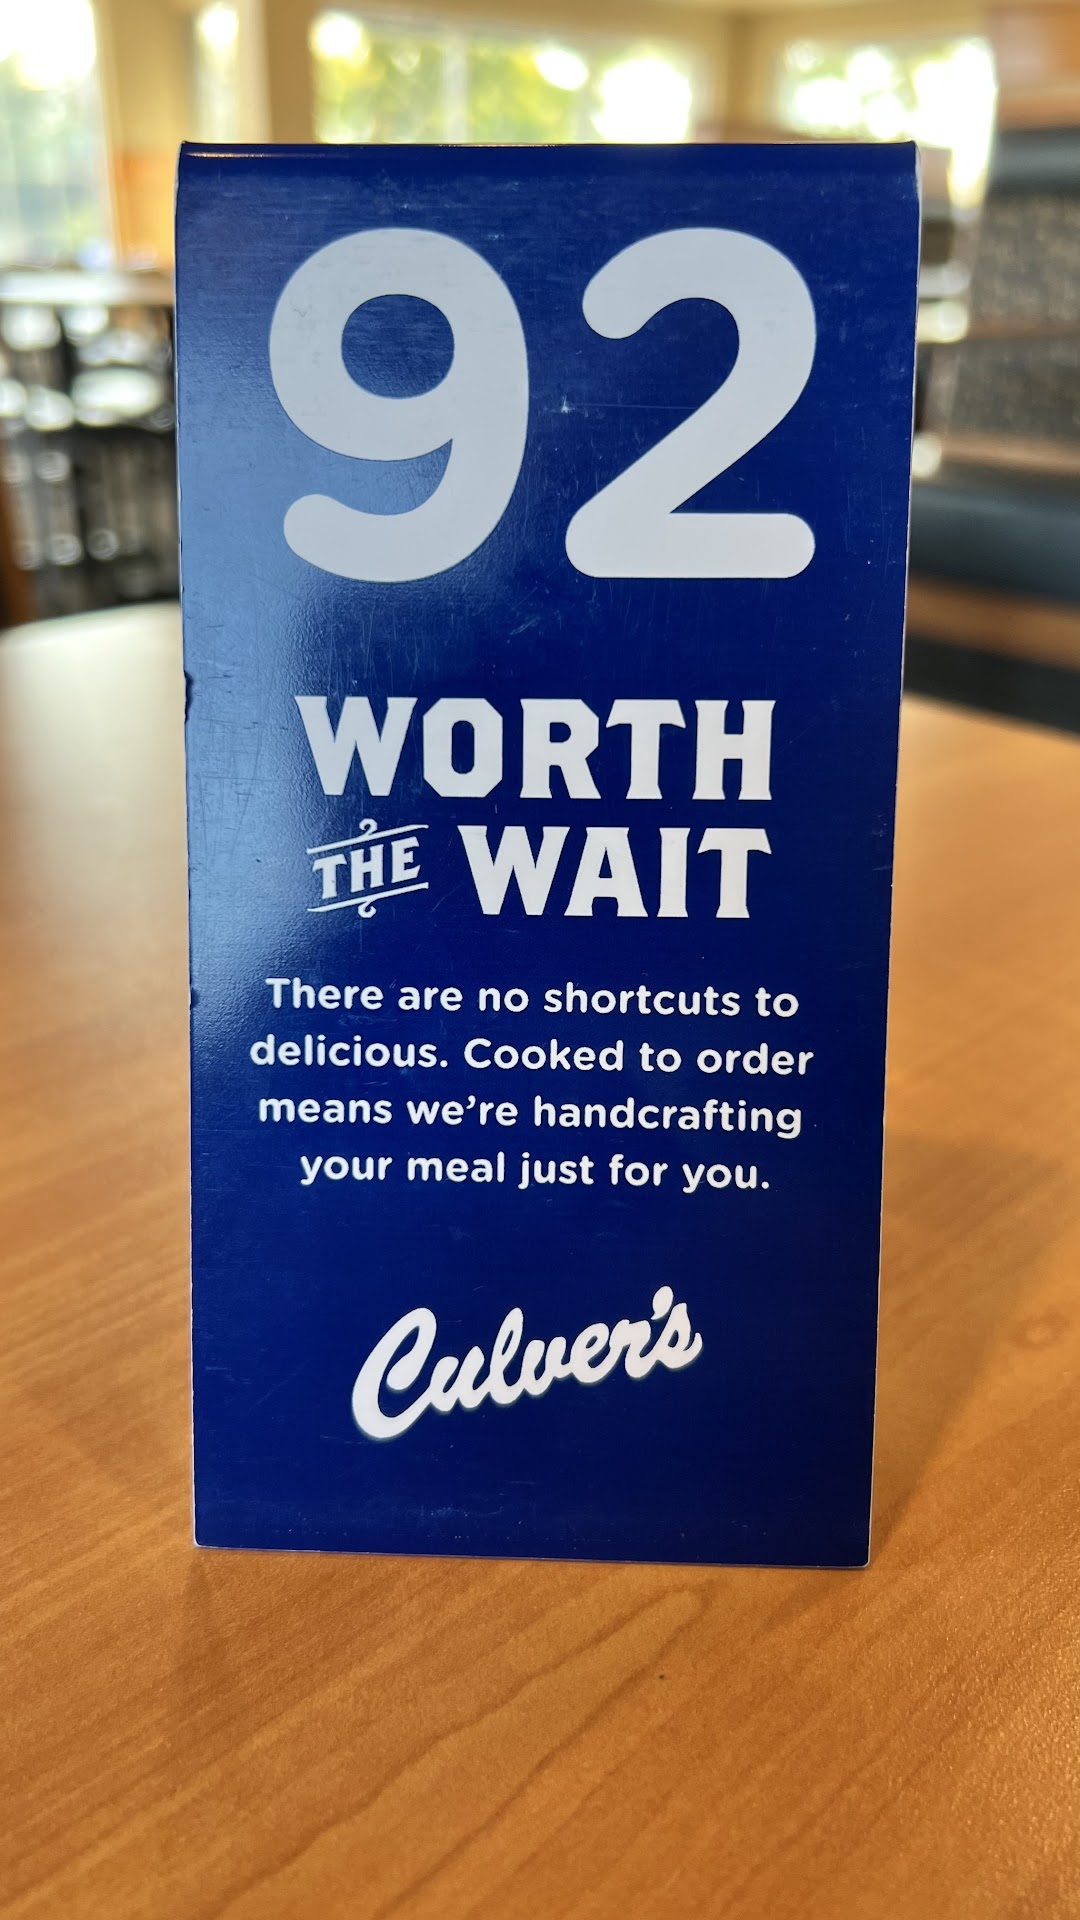 92
WORTH
THE WAIT
There are no shortcuts to
delicious. Cooked to order
means we're handcrafting
your meal just for you.
Culver's